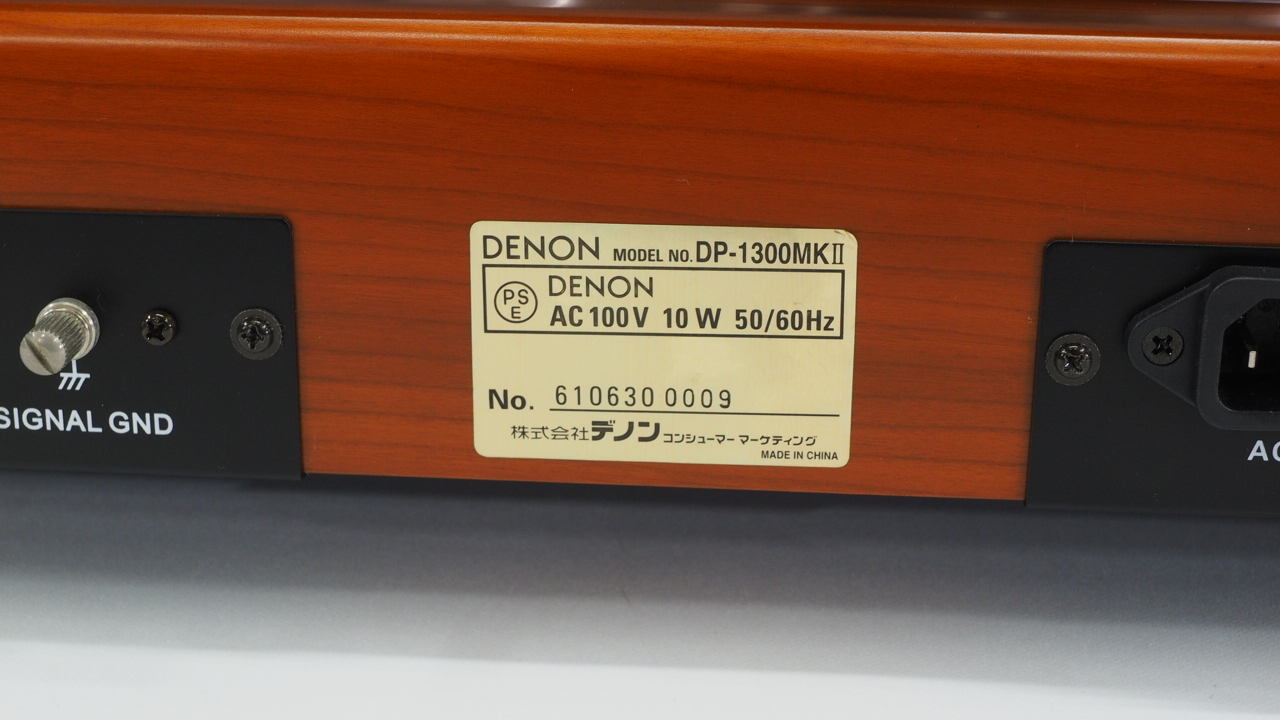 DENON MODEL NO. DP-1300MKⅡ
PS
E
DENON
AC 100V 10W 50/60Hz
No. 610630 0009
株式会社デノン コンシューマー マーケティング
MADE IN CHINA
SIGNAL GND